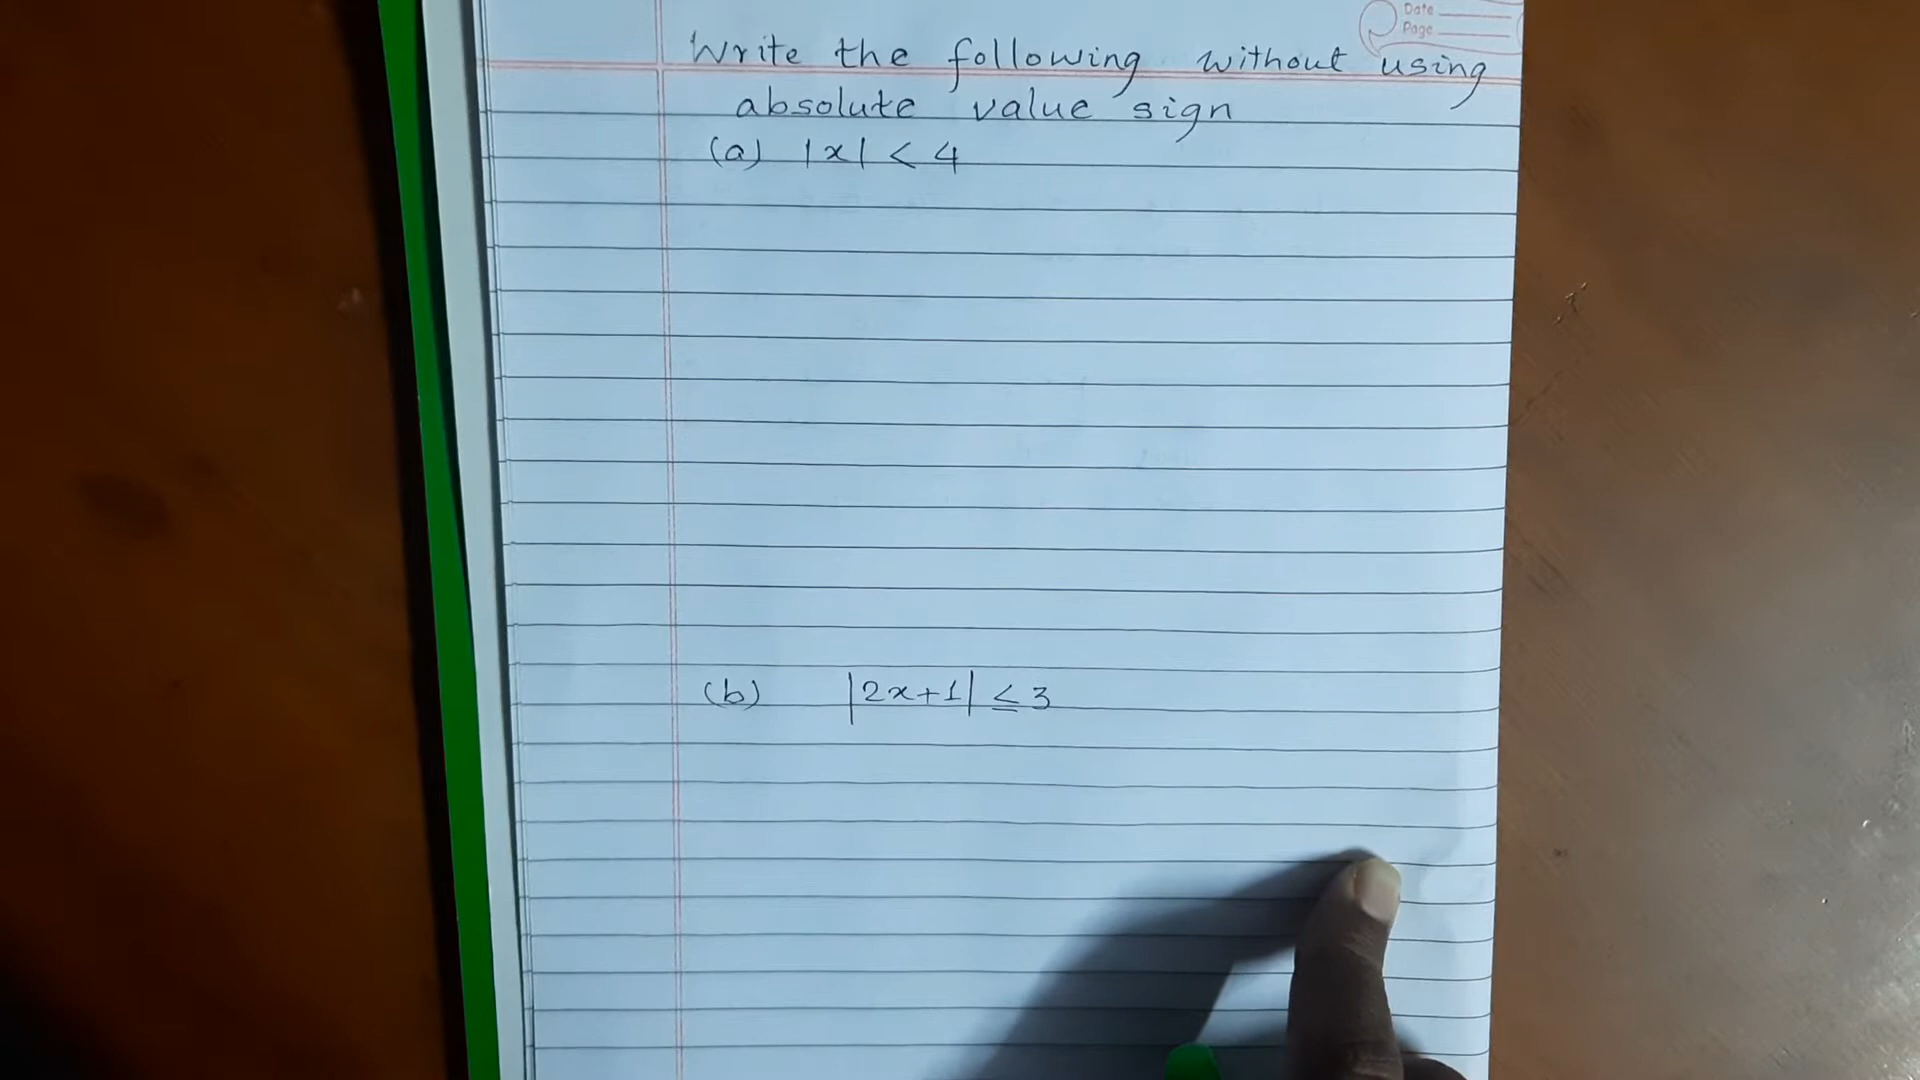 Date
Page
Write the following without using
absolute value sign
(a) |x| < 4
(b) |2x+1| ≤ 3